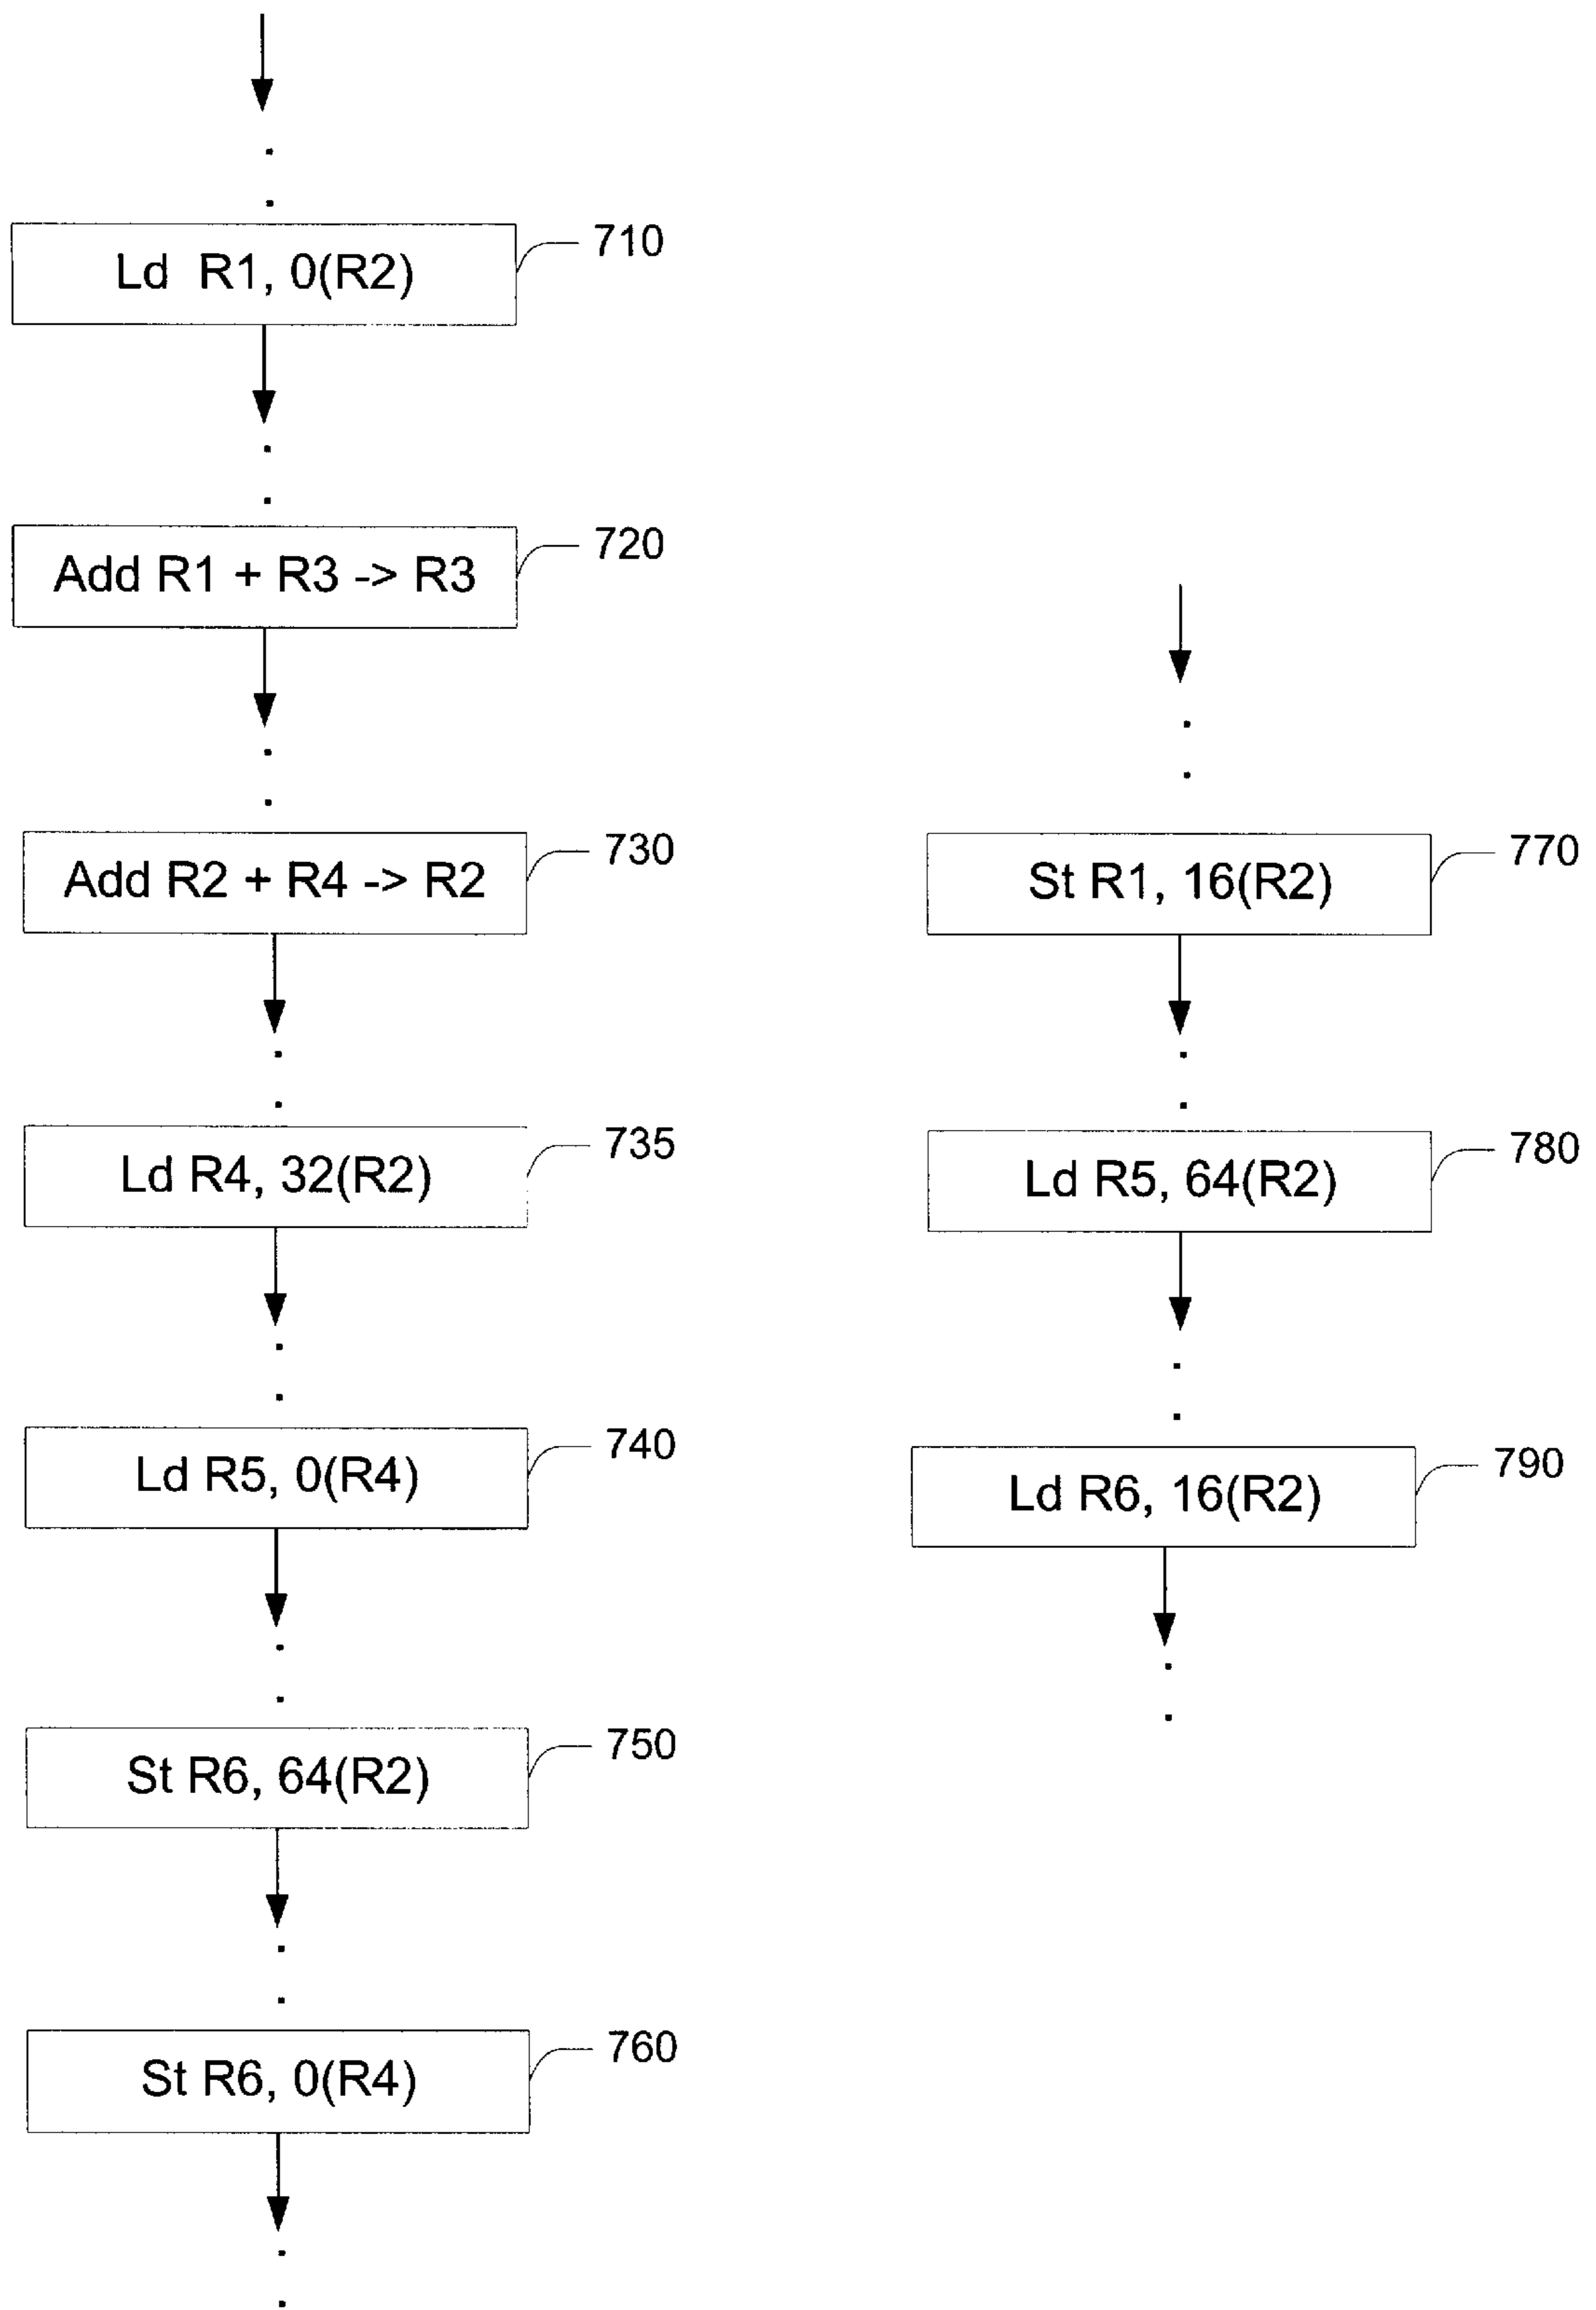 Ld R1, 0(R2)
710
Add R1 + R3 -> R3
720
Add R2 + R4 -> R2
730
Ld R4, 32(R2)
735
Ld R5, 0(R4)
740
St R6, 64(R2)
750
St R6, 0(R4)
760
St R1, 16(R2)
770
Ld R5, 64(R2)
780
Ld R6, 16(R2)
790